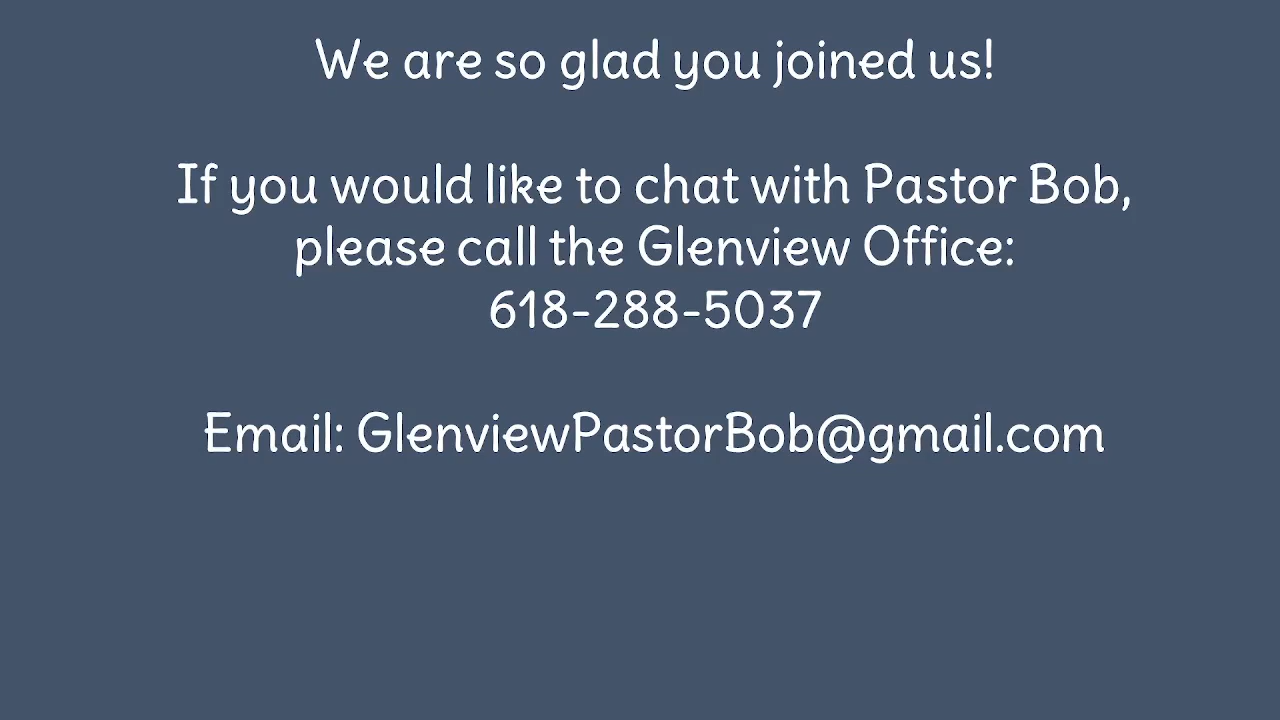 We are so glad you joined us!
If you would like to chat with Pastor Bob,
please call the Glenview Office:
618-288-5037
Email: GlenviewPastorBob@gmail.com